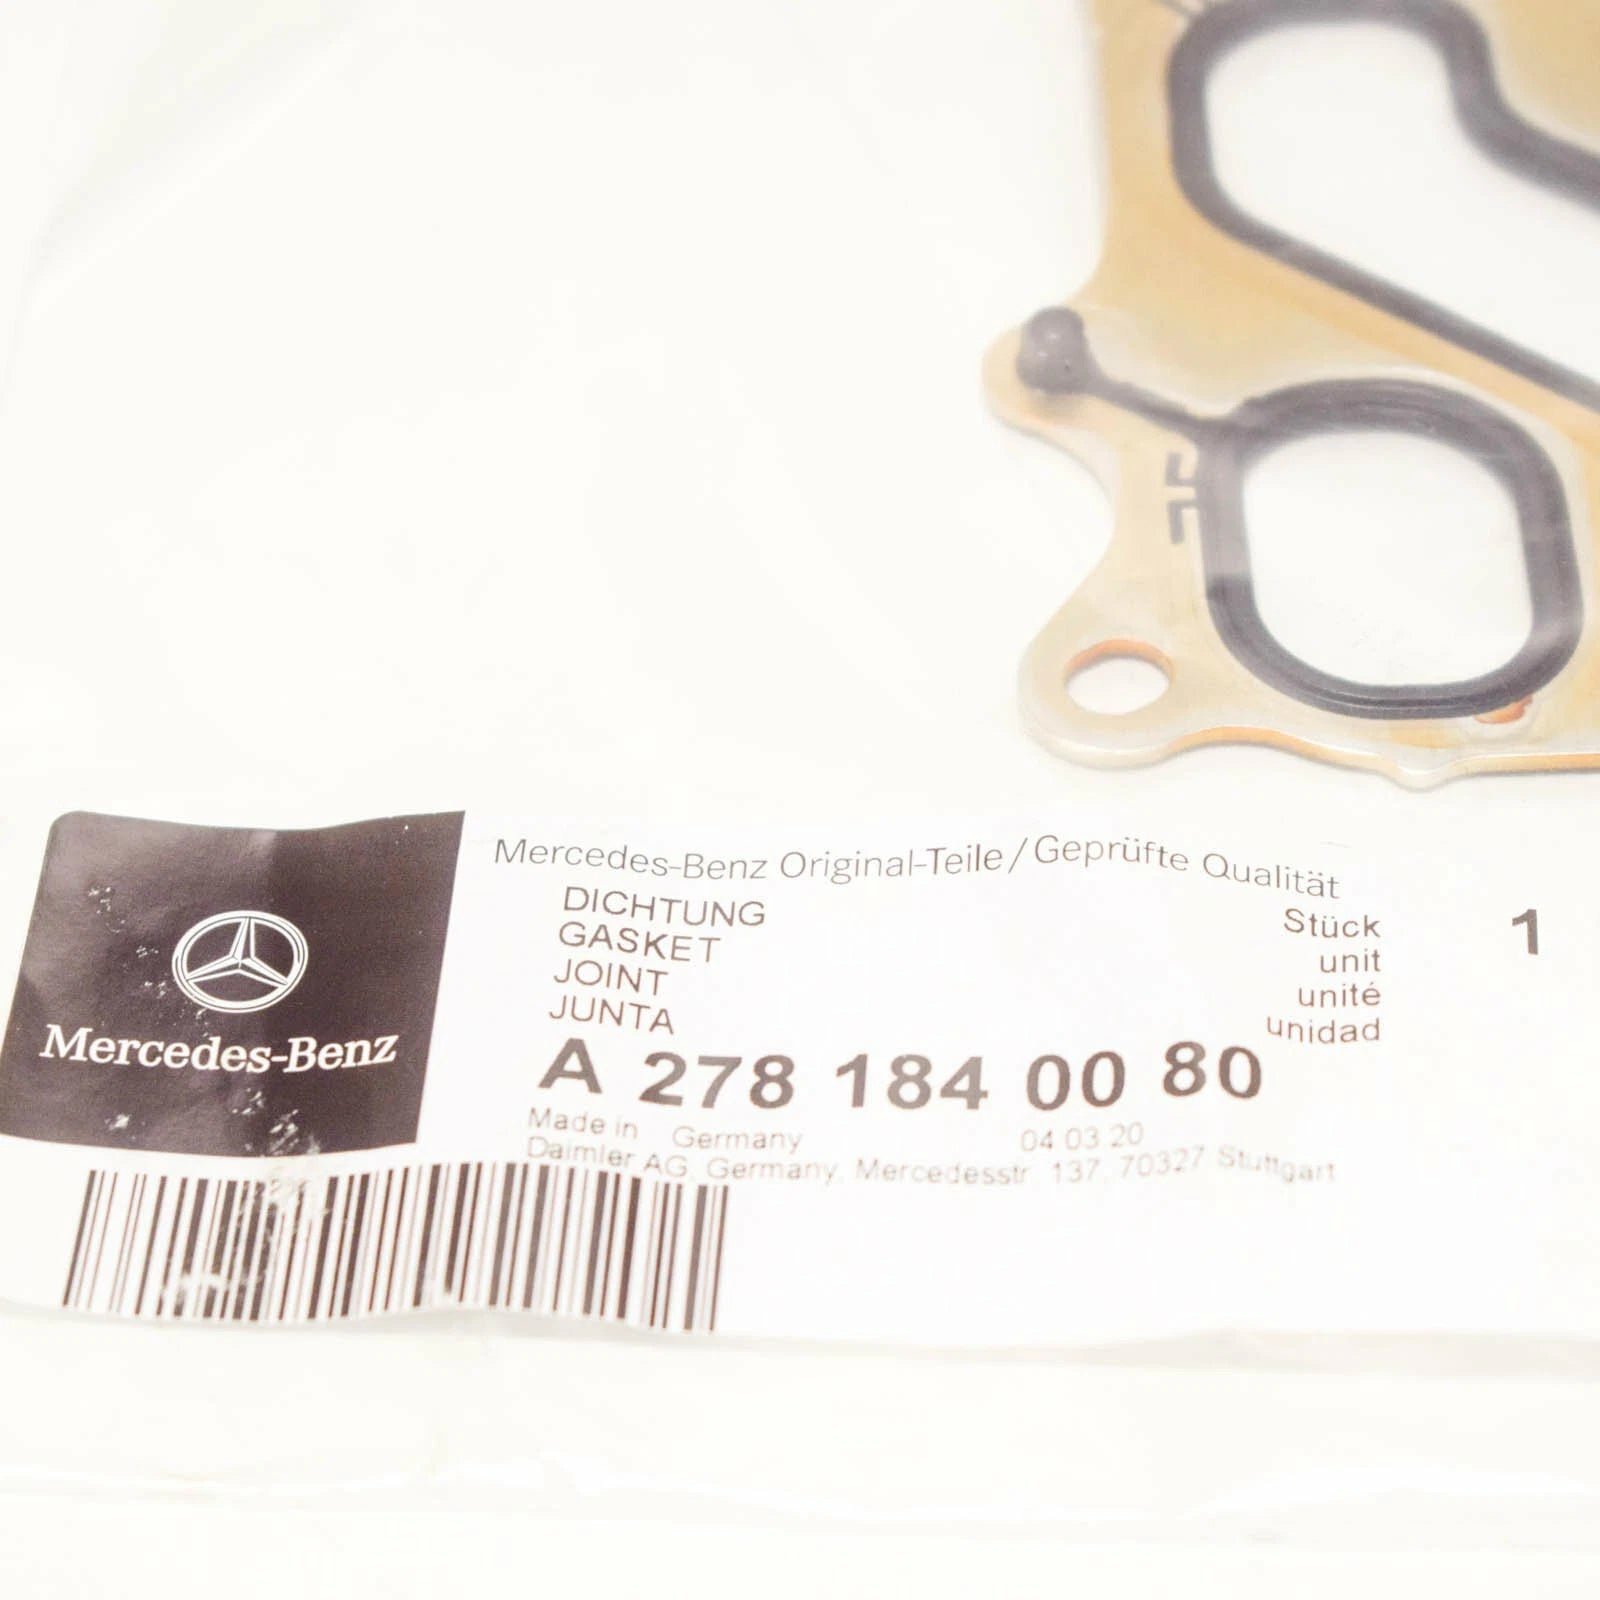 Mercedes-Benz
Mercedes-Benz Original-Teile/Geprüfte Qualität
DICHTUNG
GASKET
JOINT
JUNTA
Stück 1
unit
unité
unidad
A 278 184 00 80
Made in Germany 04 03 20
Daimler AG, Germany, Mercedesstr. 137, 70327 Stuttgart